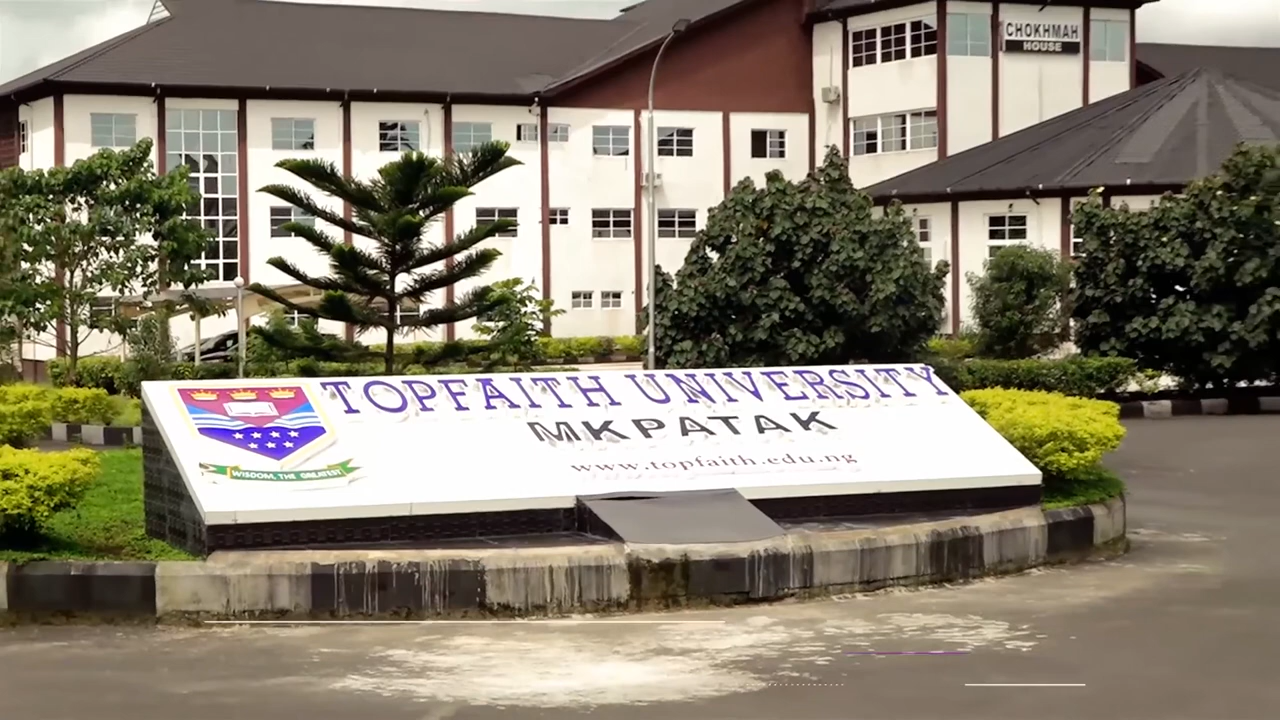 CHOKHMAH
HOUSE
TOPFAITH UNIVERSITY
MKPATAK
www.topfaith.edu.ng
WISDOM, THE GREATEST